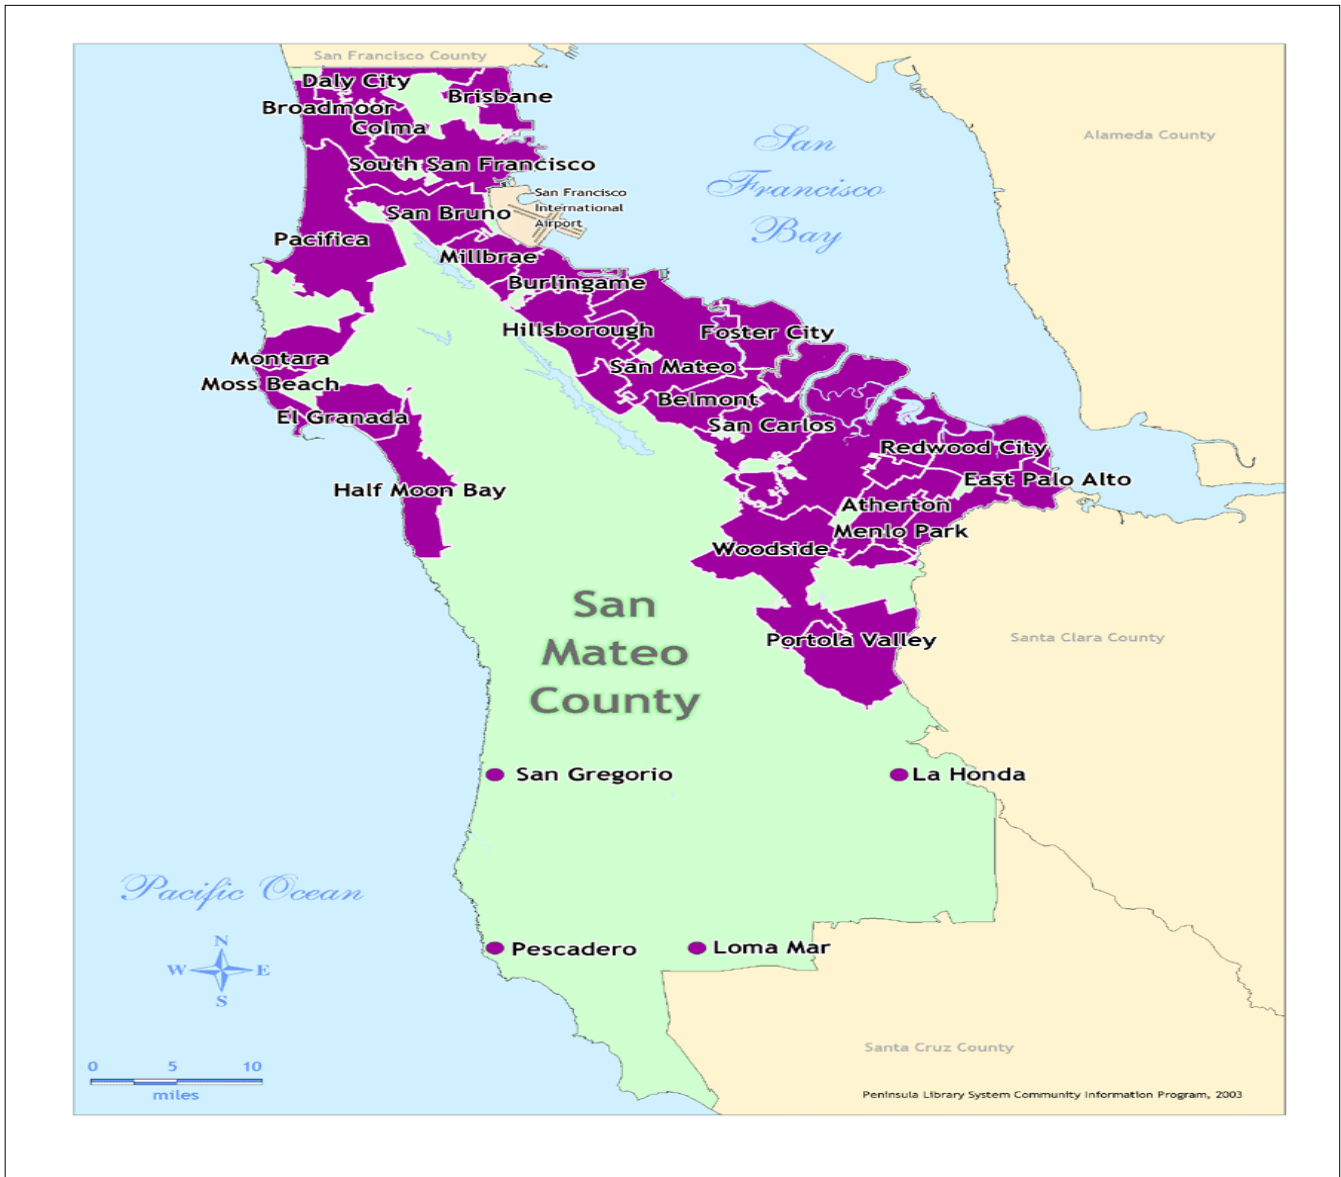 San Francisco County
Daly City
Brisbane
Broadmoor
Colma
Alameda County
San
Francisco
Bay
South San Francisco
San Francisco
International
Airport
San Bruno
Pacifica
Millbrae
Burlingame
Hillsborough
Foster City
Montara
San Mateo
Moss Beach
Belmont
El Granada
San Carlos
Redwood City
East Palo Alto
Half Moon Bay
Atherton
Menlo Park
Woodside
San
Mateo
County
Portola Valley
Santa Clara County
San Gregorio
La Honda
Pacific Ocean
N
W E
S
Pescadero
Loma Mar
Santa Cruz County
0 5 10
miles
Peninsula Library System Community Information Program, 2003